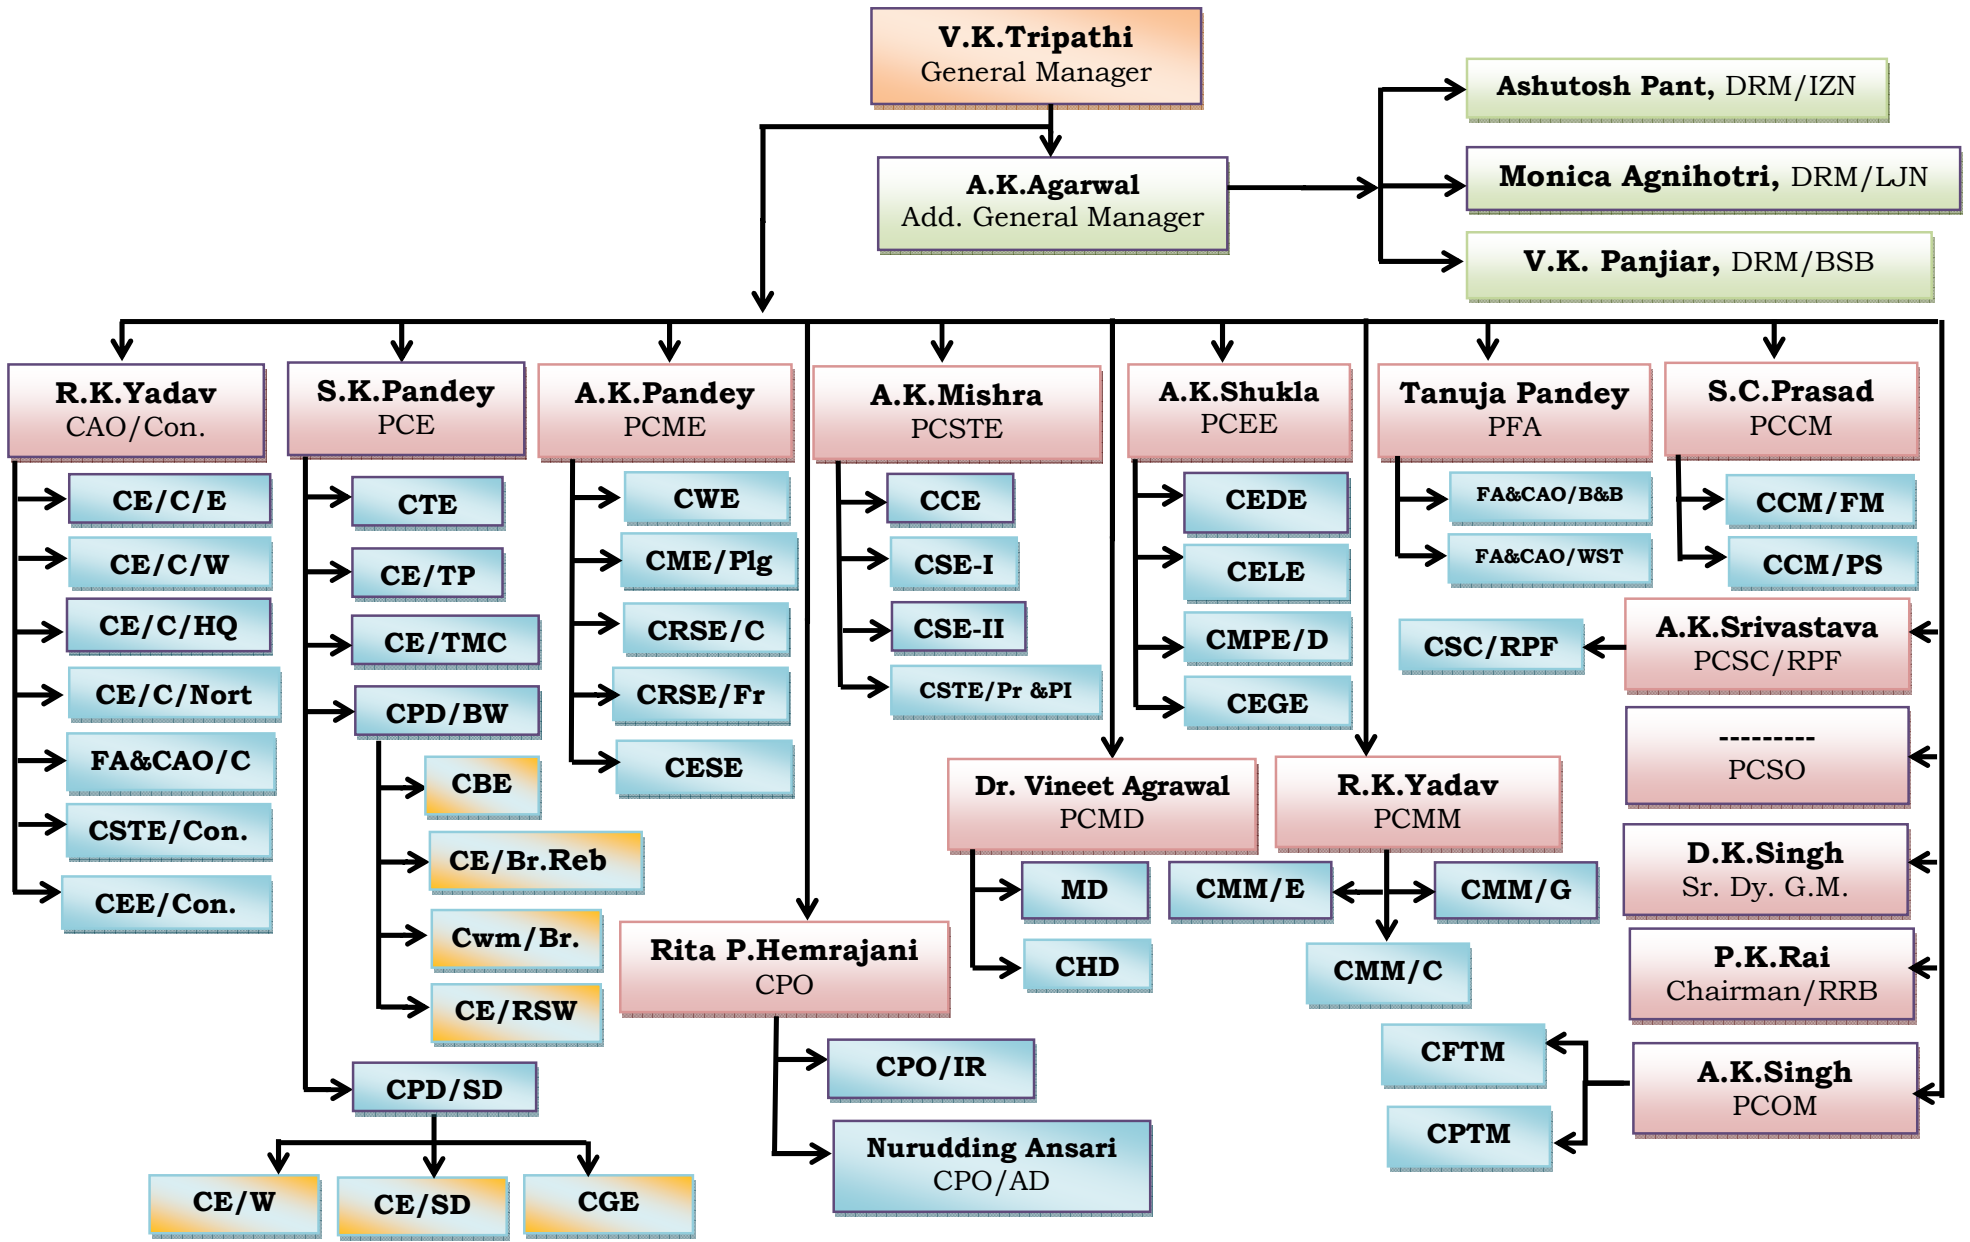 V.K.Tripathi
General Manager
Ashutosh Pant, DRM/IZN
A.K.Agarwal
Add. General Manager
Monica Agnihotri, DRM/LJN
V.K. Panjiar, DRM/BSB
R.K.Yadav
CAO/Con.
S.K.Pandey
PCE
A.K.Pandey
PCME
A.K.Mishra
PCSTE
A.K.Shukla
PCEE
Tanuja Pandey
PFA
S.C.Prasad
PCCM
CE/C/E
CE/C/W
CE/C/HQ
CE/C/Nort
FA&CAO/C
CSTE/Con.
CEE/Con.
CTE
CE/TP
CE/TMC
CPD/BW
CBE
CE/Br.Reb
Cwm/Br.
CE/RSW
CPD/SD
CE/W
CE/SD
CGE
CWE
CME/Plg
CRSE/C
CRSE/Fr
CESE
Rita P.Hemrajani
CPO
CPO/IR
Nurudding Ansari
CPO/AD
CCE
CSE-I
CSE-II
CSTE/Pr &PI
Dr. Vineet Agrawal
PCMD
MD
CHD
CEDE
CELE
CMPE/D
CEGE
R.K.Yadav
PCMM
CMM/E
CMM/G
CMM/C
FA&CAO/B&B
FA&CAO/WST
CCM/FM
CCM/PS
A.K.Srivastava
PCSC/RPF
CSC/RPF
---------
PCSO
D.K.Singh
Sr. Dy. G.M.
P.K.Rai
Chairman/RRB
A.K.Singh
PCOM
CFTM
CPTM